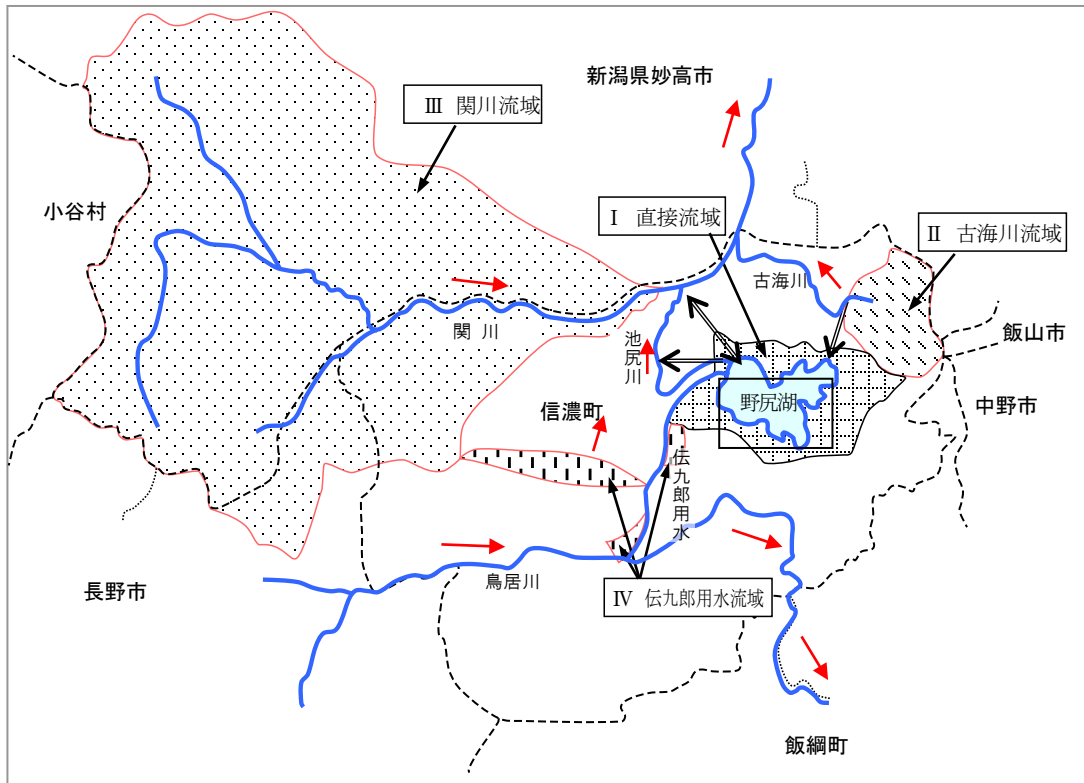 新潟県妙高市
Ⅲ 関川流域
小谷村
Ⅰ 直接流域
Ⅱ 古海川流域
古海川
飯山市
関川
池尻川
野尻湖
中野市
信濃町
伝九郎用水
鳥居川
長野市
Ⅳ 伝九郎用水流域
飯綱町